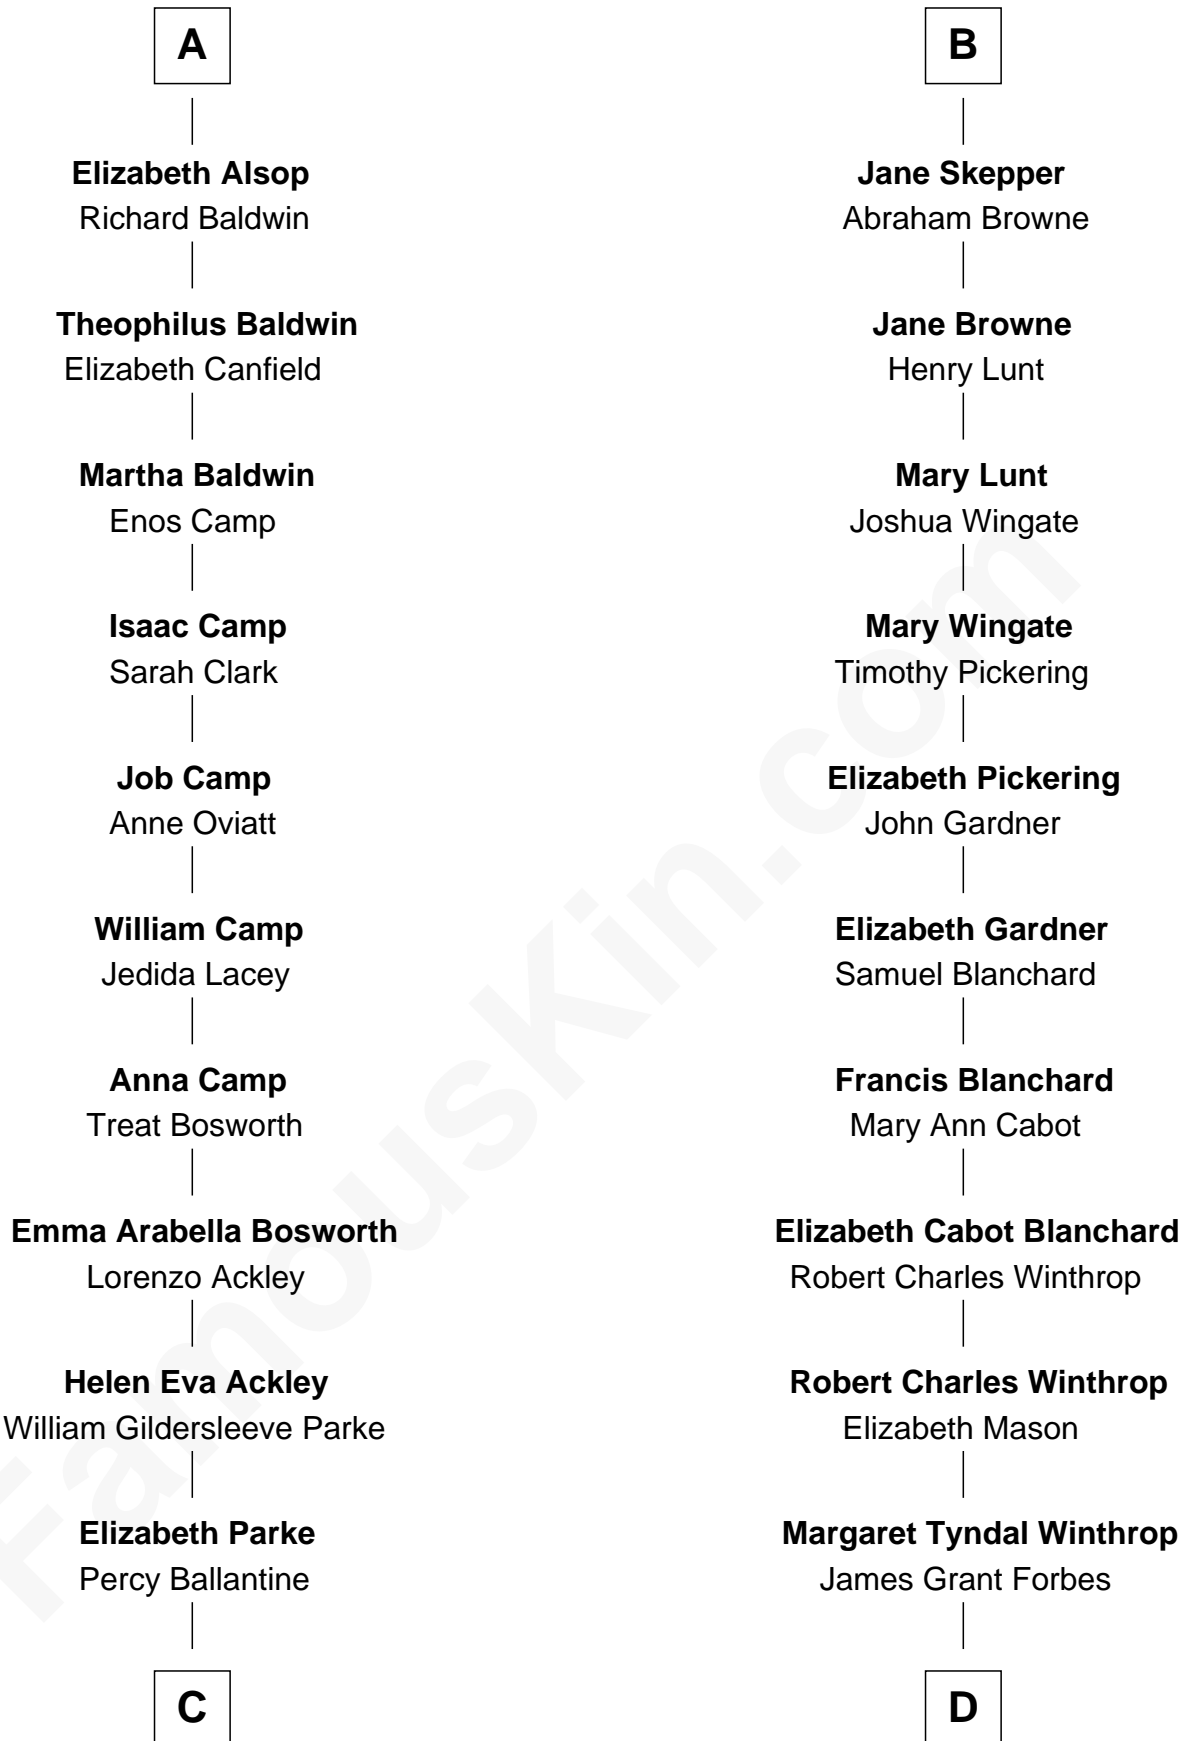 A
Elizabeth Alsop
Richard Baldwin
Theophilus Baldwin
Elizabeth Canfield
Martha Baldwin
Enos Camp
Isaac Camp
Sarah Clark
Job Camp
Anne Oviatt
William Camp
Jedida Lacey
Anna Camp
Treat Bosworth
Emma Arabella Bosworth
Lorenzo Ackley
Helen Eva Ackley
William Gildersleeve Parke
Elizabeth Parke
Percy Ballantine
C
B
Jane Skepper
Abraham Browne
Jane Browne
Henry Lunt
Mary Lunt
Joshua Wingate
Mary Wingate
Timothy Pickering
Elizabeth Pickering
John Gardner
Elizabeth Gardner
Samuel Blanchard
Francis Blanchard
Mary Ann Cabot
Elizabeth Cabot Blanchard
Robert Charles Winthrop
Robert Charles Winthrop
Elizabeth Mason
Margaret Tyndal Winthrop
James Grant Forbes
D
FamousKin.com